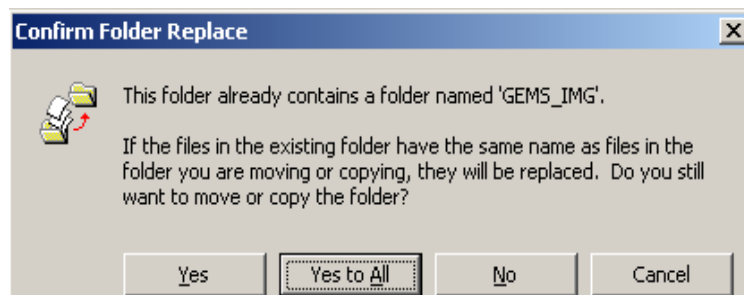 Confirm Folder Replace
This folder already contains a folder named 'GEMS_IMG'.
If the files in the existing folder have the same name as files in the
folder you are moving or copying, they will be replaced.  Do you still
want to move or copy the folder?
Yes
Yes to All
No
Cancel